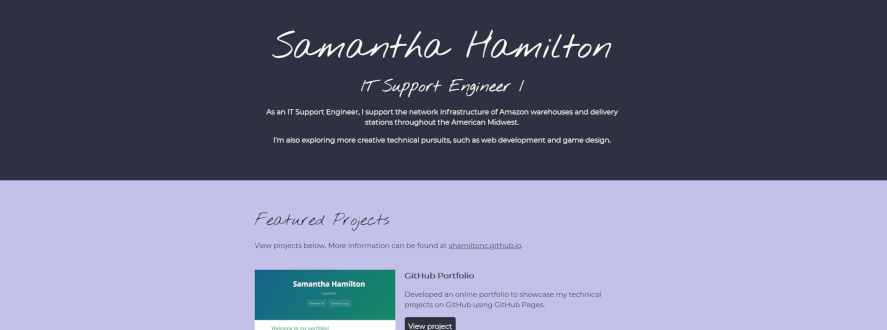 Samantha Hamilton
IT Support Engineer I
As an IT Support Engineer, I support the network infrastructure of Amazon warehouses and delivery
stations throughout the American Midwest.
I'm also exploring more creative technical pursuits, such as web development and game design.
Featured Projects
View projects below. More information can be found at shamiltonc.github.io.
Samantha Hamilton
GitHub Portfolio
Developed an online portfolio to showcase my technical
projects on GitHub using GitHub Pages.
View project
Welcome to my portfolio!